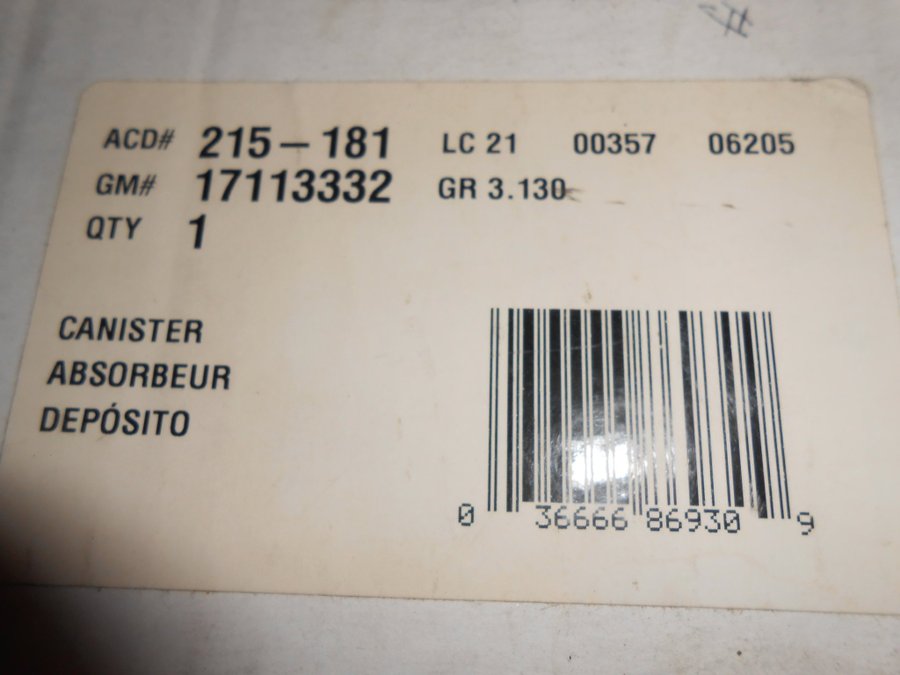 ACD# 215-181 LC 21 00357 06205
GM# 17113332 GR 3.130
QTY 1
CANISTER
ABSORBEUR
DEPÓSITO
0 36666 86930 9